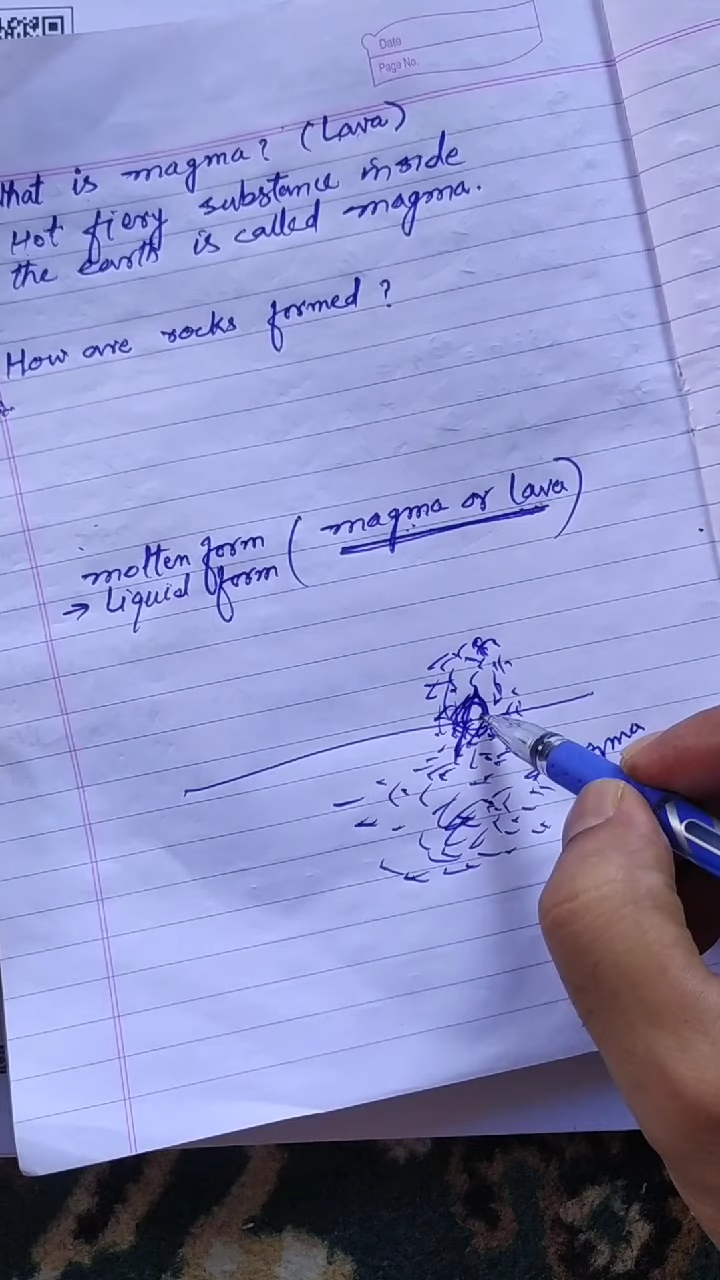 Date
Page No.
hat is magma? (Lava)
Hot fiery substance inside
the earth is called magma.
How are rocks formed?
molten form
→ Liquid form ( magma or Lava)
gma